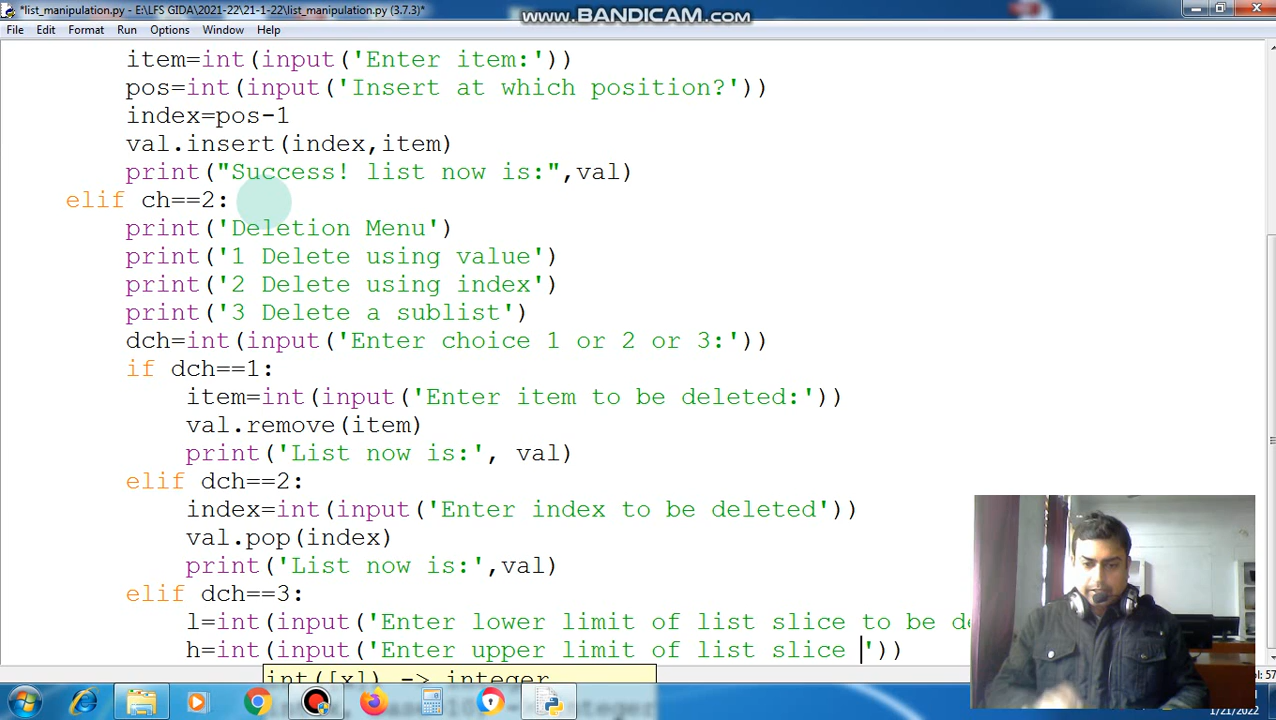 *list_manipulation.py - E:\LFS GIDA\2021-22\21-1-22\list_manipulation.py (3.7.3)*
www.BANDICAM.com
File Edit Format Run Options Window Help
item=int(input('Enter item:'))
pos=int(input('Insert at which position?'))
index=pos-1
val.insert(index,item)
print("Success! list now is:",val)
elif ch==2:
print('Deletion Menu')
print('1 Delete using value')
print('2 Delete using index')
print('3 Delete a sublist')
dch=int(input('Enter choice 1 or 2 or 3:'))
if dch==1:
item=int(input('Enter item to be deleted:'))
val.remove(item)
print('List now is:', val)
elif dch==2:
index=int(input('Enter index to be deleted'))
val.pop(index)
print('List now is:',val)
elif dch==3:
l=int(input('Enter lower limit of list slice to be de
h=int(input('Enter upper limit of list slice '))
int([x]) -> integer
col: 57
1/21/2022